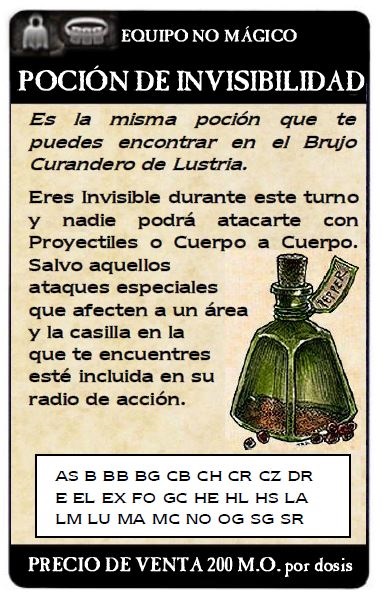 EQUIPO NO MÁGICO
POCIÓN DE INVISIBILIDAD
Es la misma poción que te
puedes encontrar en el Brujo
Curandero de Lustria.
Eres Invisible durante este turno
y nadie podrá atacarte con
Proyectiles o Cuerpo a Cuerpo.
Salvo aquellos
ataques especiales
que afecten a un área
y la casilla en la
que te encuentres
esté incluida en su
radio de acción.
AS B BB BG CB CH CR CZ DR
E EL EX FO GC HE HL HS LA
LM LU MA MC NO OG SG SR
PRECIO DE VENTA 200 M.O. por dosis